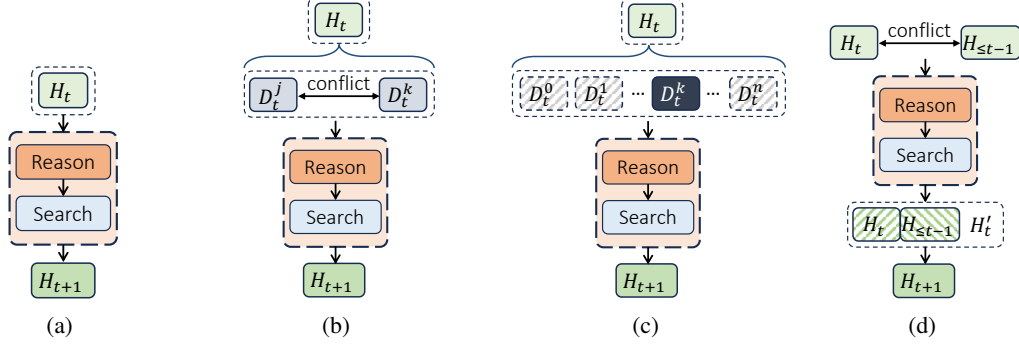 H_t
Reason
Search
H_{t+1}
(a)
H_t
D_t^j conflict D_t^k
Reason
Search
H_{t+1}
(b)
H_t
D_t^0 D_t^1 ... D_t^k ... D_t^n
Reason
Search
H_{t+1}
(c)
H_t conflict H_{≤t−1}
Reason
Search
H_t H_{≤t−1} H_t'
H_{t+1}
(d)